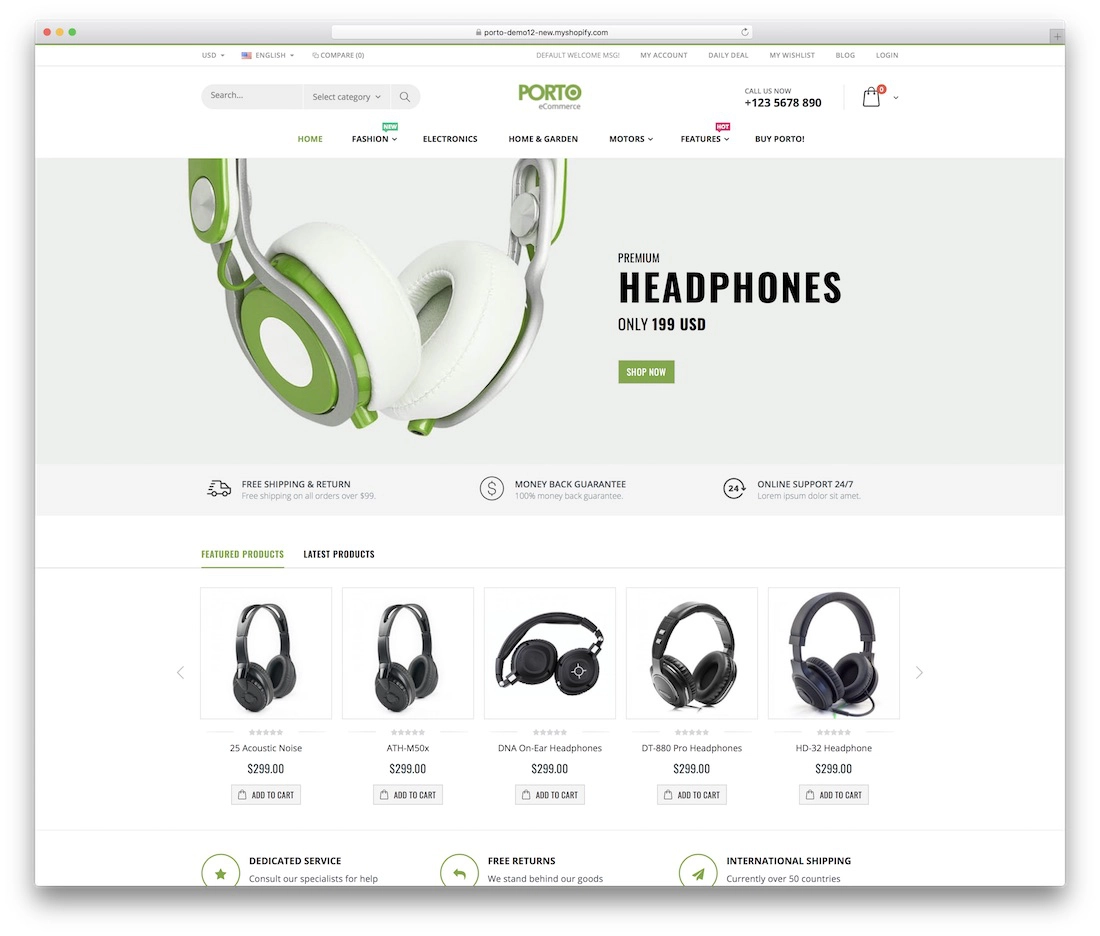 porto-demo12-new.myshopify.com
USD ENGLISH COMPARE (0) DEFAULT WELCOME MSG! MY ACCOUNT DAILY DEAL MY WISHLIST BLOG LOGIN
Search... Select category
PORTO
eCommerce
CALL US NOW
+123 5678 890
0
NEW HOT
HOME FASHION ELECTRONICS HOME & GARDEN MOTORS FEATURES BUY PORTO!
PREMIUM
HEADPHONES
ONLY 199 USD
SHOP NOW
FREE SHIPPING & RETURN
Free shipping on all orders over $99.
MONEY BACK GUARANTEE
100% money back guarantee.
24
ONLINE SUPPORT 24/7
Lorem ipsum dolor sit amet.
FEATURED PRODUCTS LATEST PRODUCTS
25 Acoustic Noise ATH-M50x DNA On-Ear Headphones DT-880 Pro Headphones HD-32 Headphone
$299.00 $299.00 $299.00 $299.00 $299.00
ADD TO CART ADD TO CART ADD TO CART ADD TO CART ADD TO CART
DEDICATED SERVICE
Consult our specialists for help
FREE RETURNS
We stand behind our goods
INTERNATIONAL SHIPPING
Currently over 50 countries